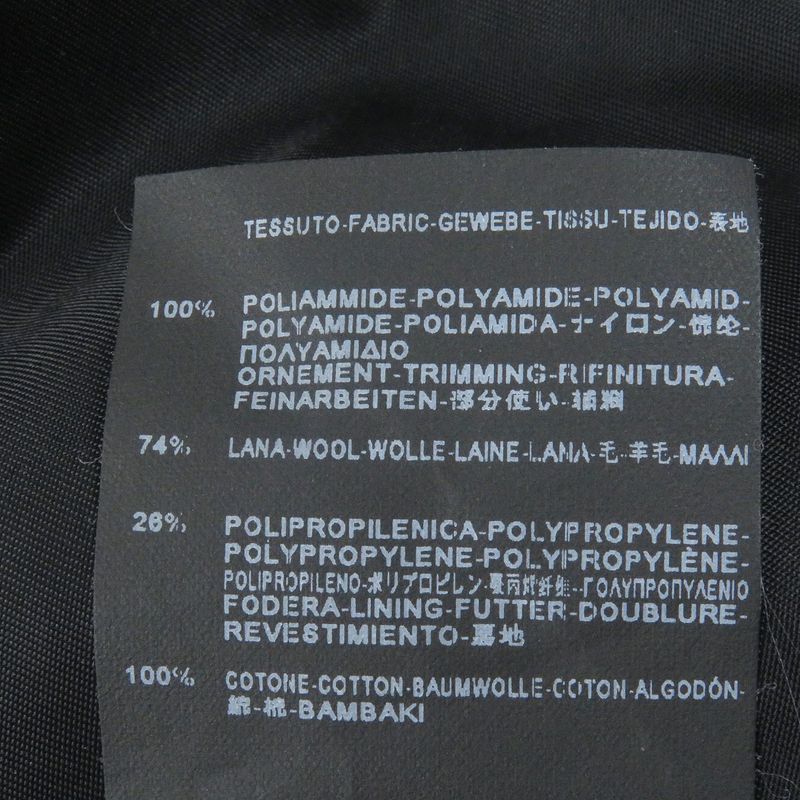 TESSUTO-FABRIC-GEWEBE-TISSU-TEJIDO-表地
100% POLIAMMIDE-POLYAMIDE-POLYAMID-
POLYAMIDE-POLIAMIDA-ナイロン-锦纶-
ΠΟΛΥΑΜΙΔΙΟ
ORNEMENT-TRIMMING-RIFINITURA-
FEINARBEITEN-部分使い-辅料
74% LANA-WOOL-WOLLE-LAINE-LANA-毛-羊毛-ΜΑΛΛΙ
26% POLIPROPILENICA-POLYPROPYLENE-
POLYPROPYLENE-POLYPROPYLÈNE-
POLIPROPILENO-ポリプロピレン-聚丙烯纤维-ΠΟΛΥΠΡΟΠΥΛΕΝΙΟ
FODERA-LINING-FUTTER-DOUBLURE-
REVESTIMIENTO-裏地
100% COTONE-COTTON-BAUMWOLLE-COTON-ALGODÓN-
綿-棉-BAMBAKI